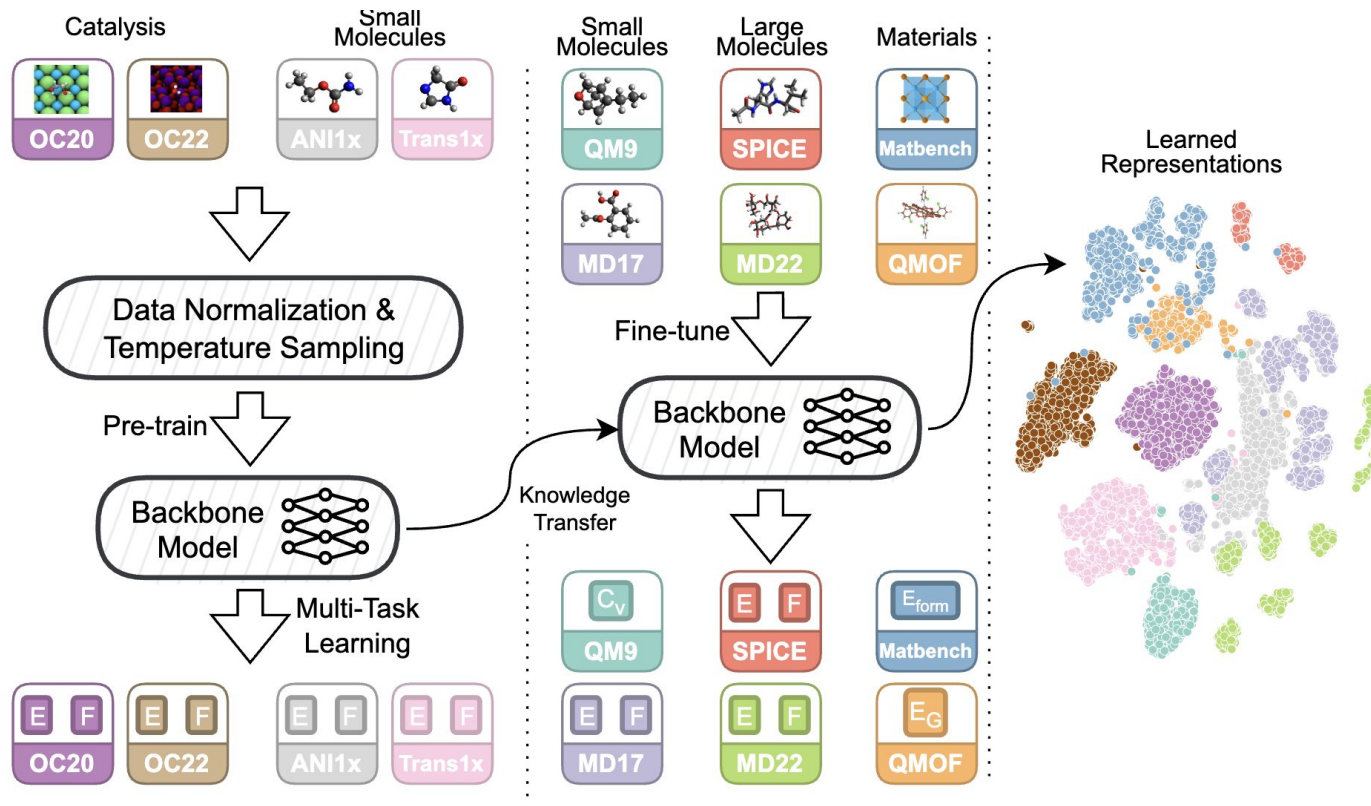 Catalysis
Small
Molecules
OC20
OC22
ANI1x
Trans1x
Data Normalization &
Temperature Sampling
Pre-train
Backbone
Model
Multi-Task
Learning
E F
OC20
E F
OC22
E F
ANI1x
E F
Trans1x
Knowledge
Transfer
Small
Molecules
Large
Molecules
Materials
QM9
SPICE
Matbench
MD17
MD22
QMOF
Fine-tune
Backbone
Model
Cv
QM9
E F
SPICE
Eform
Matbench
E F
MD17
E F
MD22
EG
QMOF
Learned
Representations